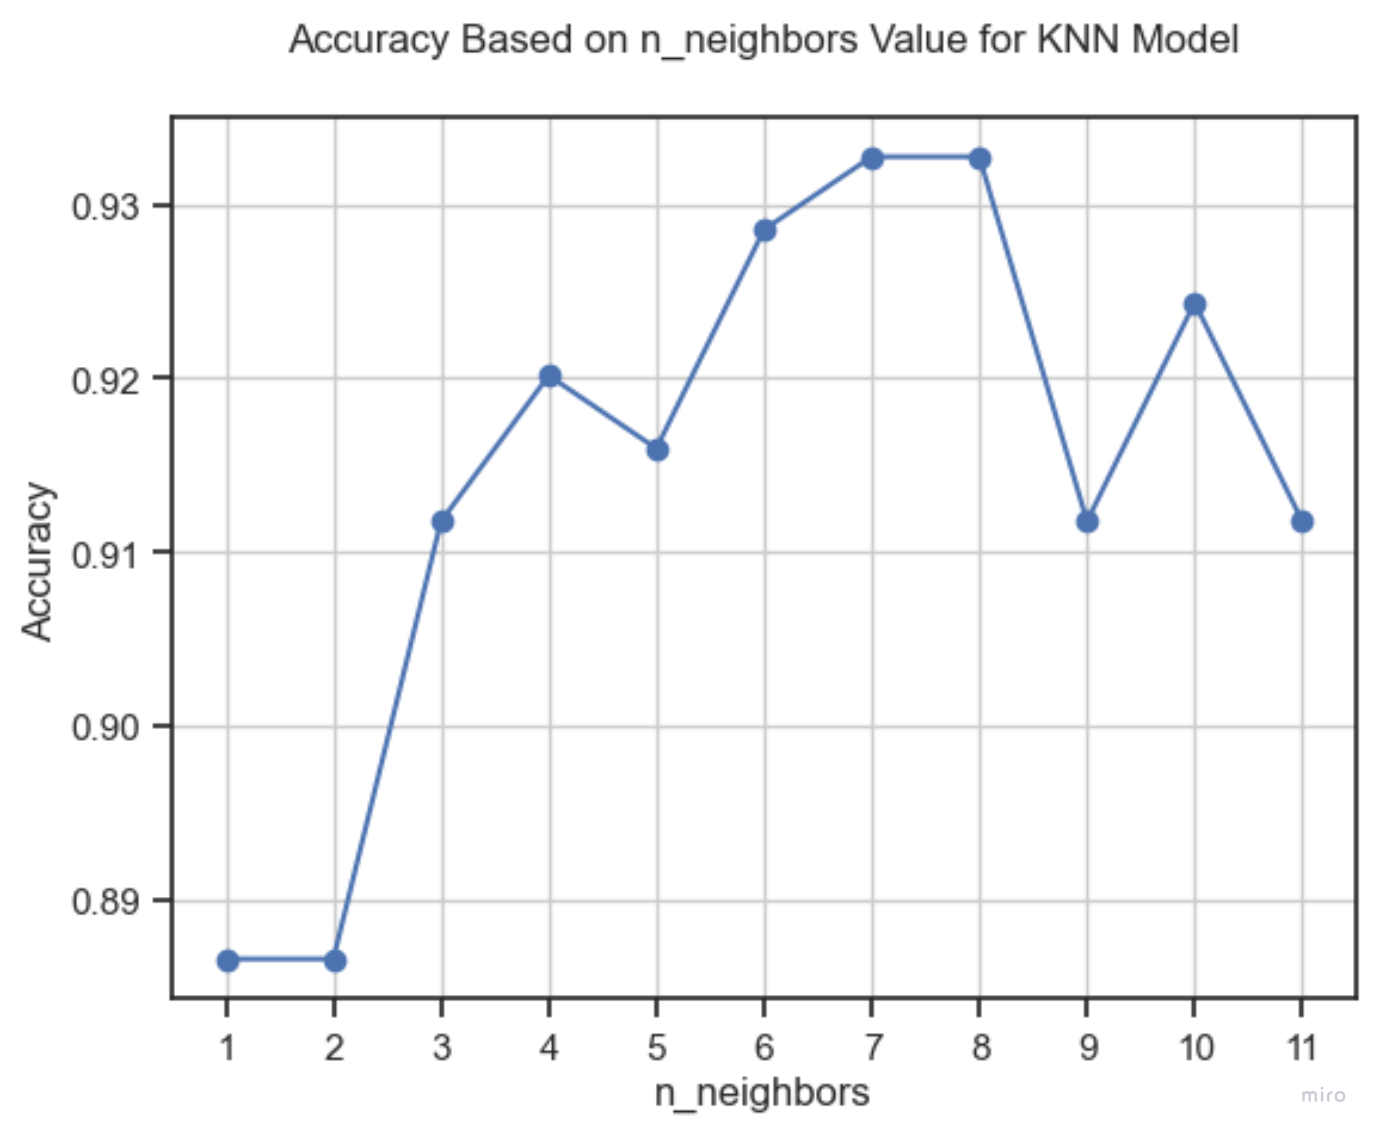 Accuracy Based on n_neighbors Value for KNN Model
0.93
0.92
0.91
0.90
0.89
Accuracy
1 2 3 4 5 6 7 8 9 10 11
n_neighbors
miro